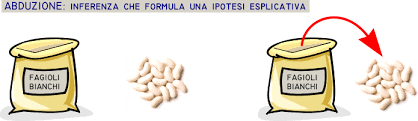 ABDUZIONE: INFERENZA CHE FORMULA UNA IPOTESI ESPLICATIVA
FAGIOLI
BIANCHI
FAGIOLI
BIANCHI